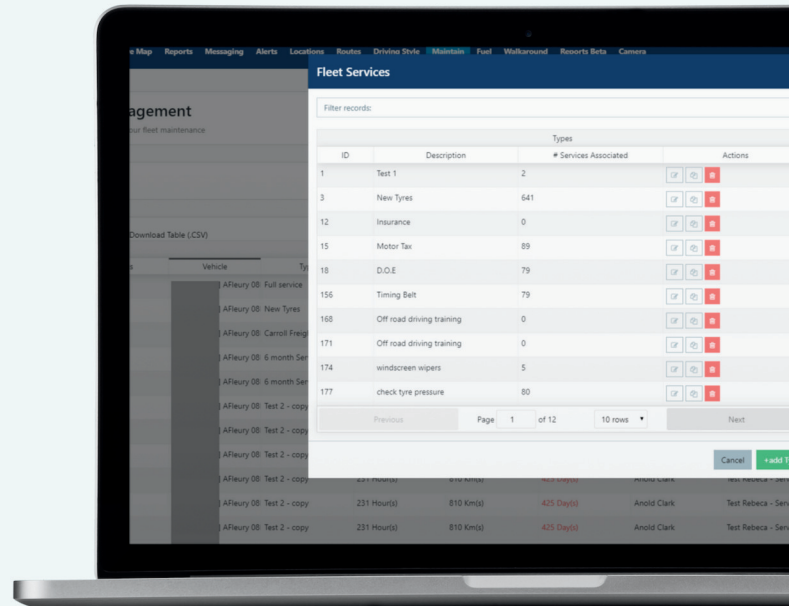 e Map Reports Messaging Alerts Locations Routes Driving Style Maintain Fuel Walkaround Reports Beta Camera
Fleet Services
agement
our fleet maintenance
Filter records:
Types
ID Description # Services Associated Actions
1 Test 1 2
3 New Tyres 641
12 Insurance 0
15 Motor Tax 89
18 D.O.E 79
156 Timing Belt 79
168 Off road driving training 0
171 Off road driving training 0
174 windscreen wipers 5
177 check tyre pressure 80
Previous Page 1 of 12 10 rows Next
Cancel +add T
Download Table (.CSV)
s Vehicle Ty
| AFleury 08: Full service
| AFleury 08: New Tyres
| AFleury 08: Carroll Freig
| AFleury 08: 6 month Ser
| AFleury 08: 6 month Ser
| AFleury 08: Test 2 - copy
| AFleury 08: Test 2 - copy
| AFleury 08: Test 2 - copy
| AFleury 08: Test 2 - copy 231 Hour(s) 810 Km(s) 425 Day(s) Arnold Clark Test Rebeca - Serv
| AFleury 08: Test 2 - copy 231 Hour(s) 810 Km(s) 425 Day(s) Arnold Clark Test Rebeca - Serv
| AFleury 08: Test 2 - copy 231 Hour(s) 810 Km(s) 425 Day(s) Arnold Clark Test Rebeca - Serv